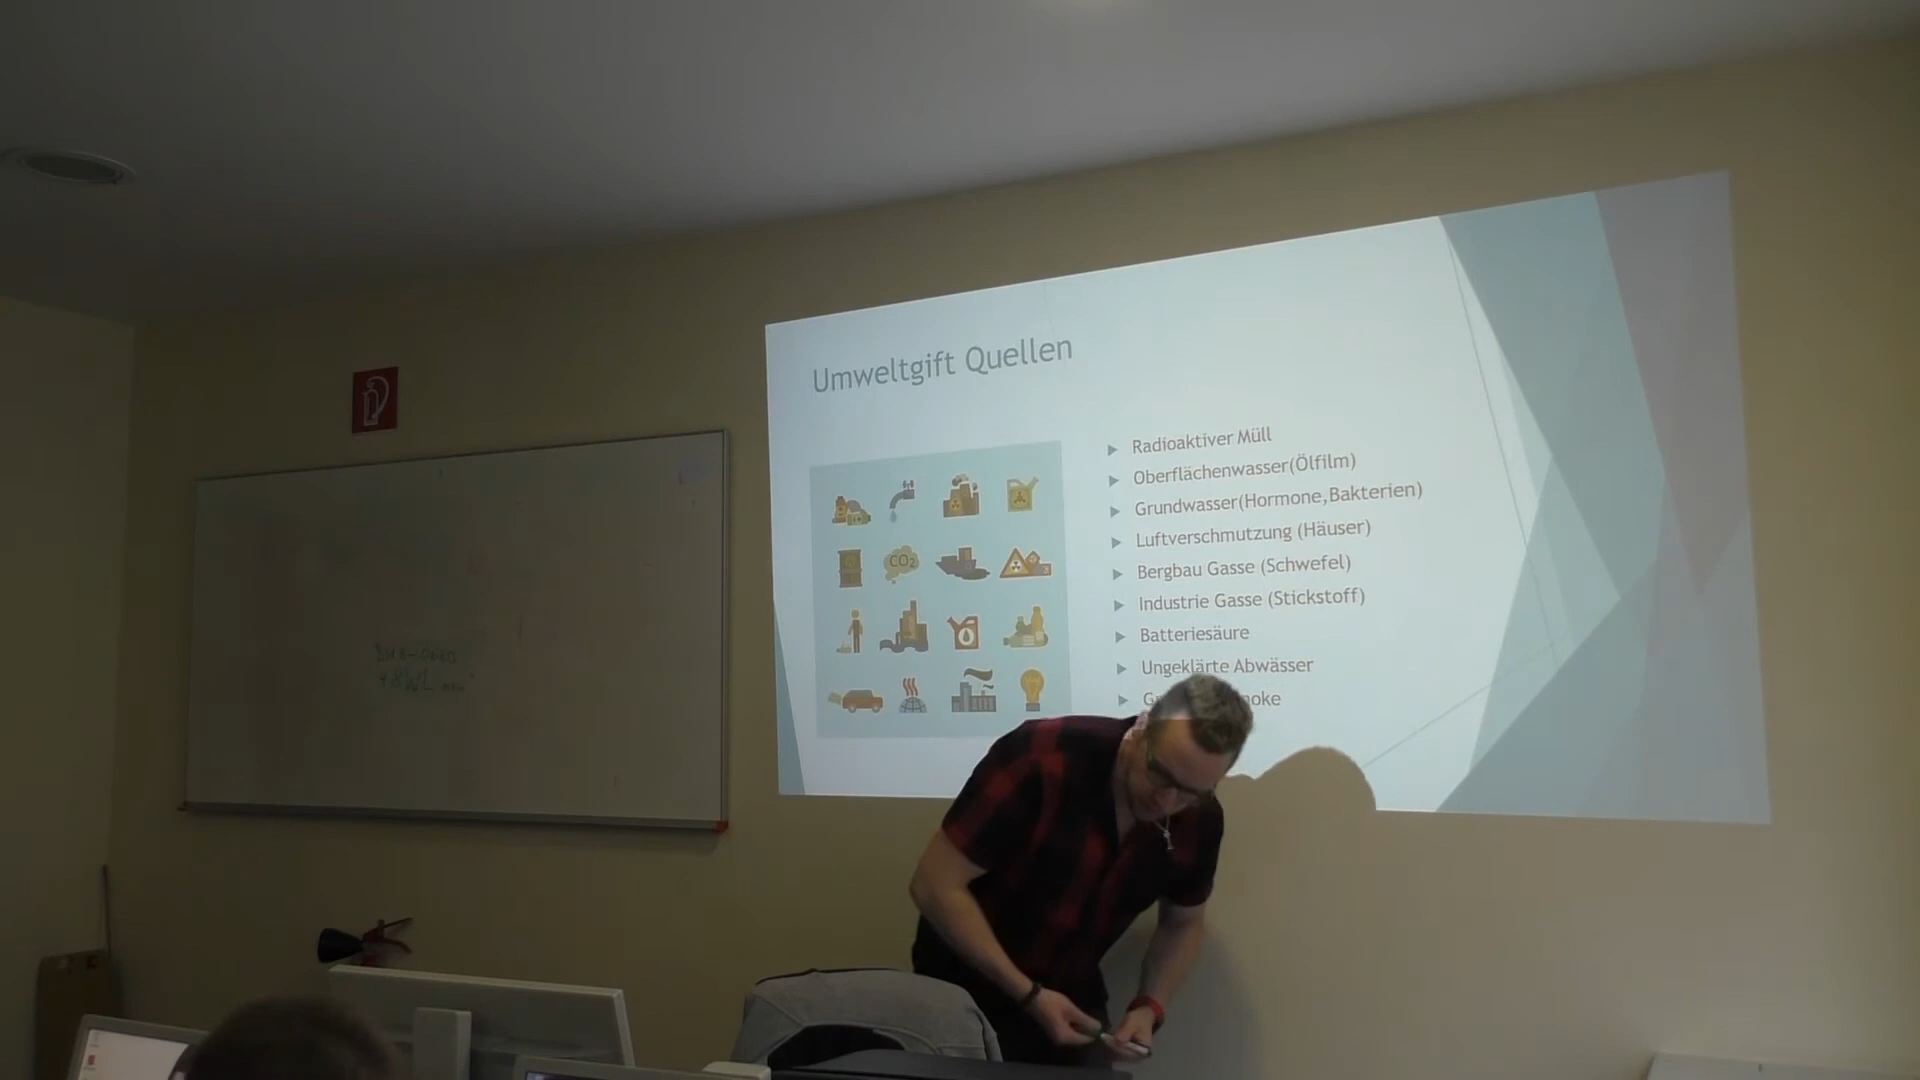 Umweltgift Quellen
Radioaktiver Müll
Oberflächenwasser(Ölfilm)
Grundwasser(Hormone,Bakterien)
Luftverschmutzung (Häuser)
Bergbau Gasse (Schwefel)
Industrie Gasse (Stickstoff)
Batteriesäure
Ungeklärte Abwässer
CO₂